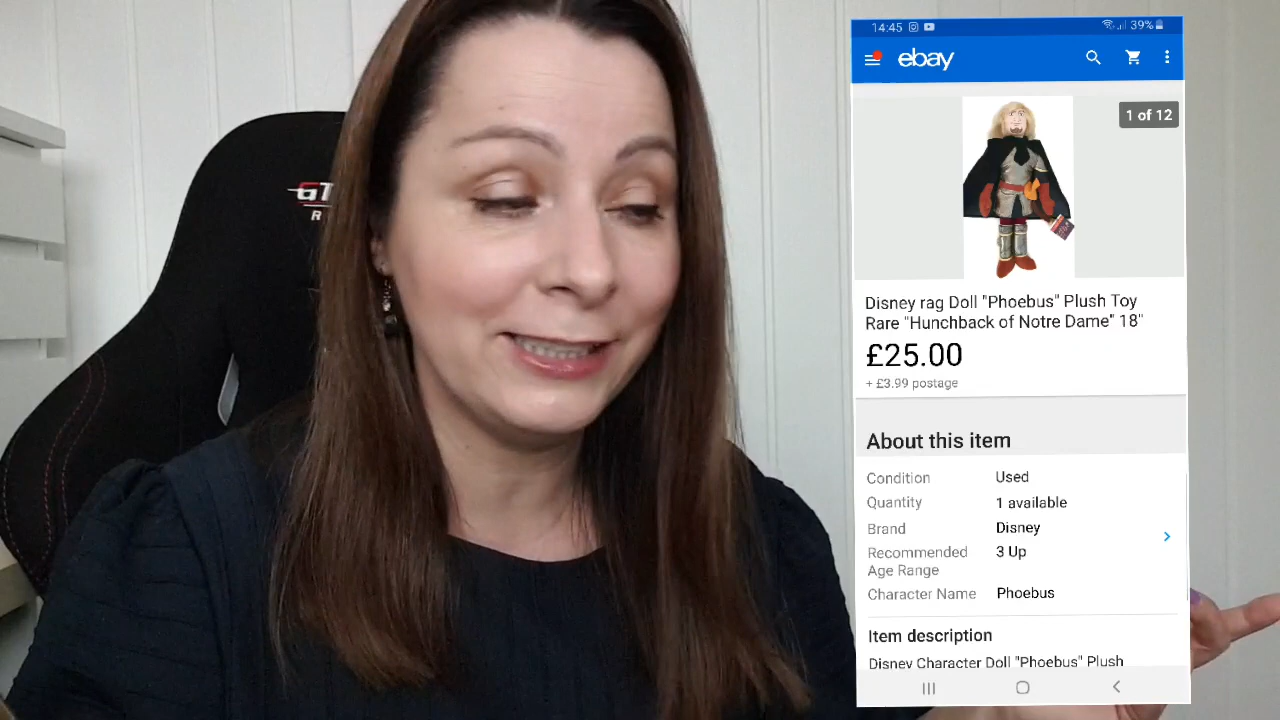 GT
R
14:45
39%
ebay
1 of 12
Disney rag Doll "Phoebus" Plush Toy
Rare "Hunchback of Notre Dame" 18"
£25.00
+ £3.99 postage
About this item
Condition Used
Quantity 1 available
Brand Disney
Recommended 3 Up
Age Range
Character Name Phoebus
Item description
Disney Character Doll "Phoebus" Plush